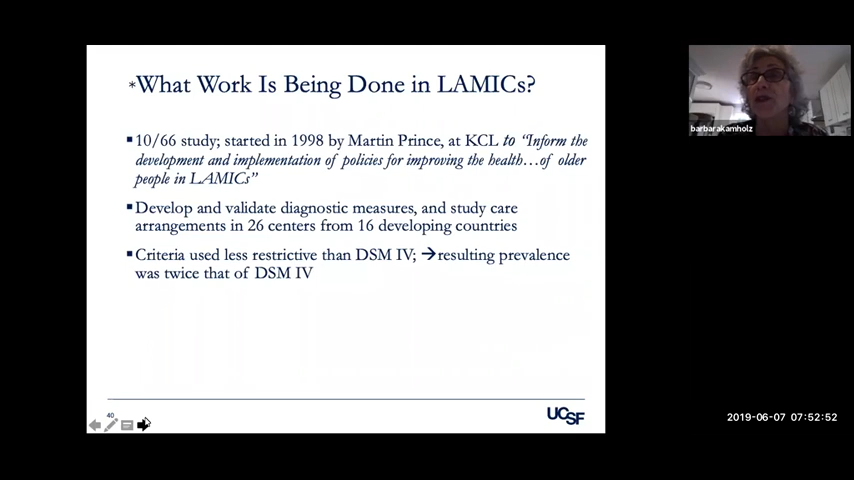 *What Work Is Being Done in LAMICs?
▪10/66 study; started in 1998 by Martin Prince, at KCL to “Inform the
development and implementation of policies for improving the health…of older
people in LAMICs”
▪Develop and validate diagnostic measures, and study care
arrangements in 26 centers from 16 developing countries
▪Criteria used less restrictive than DSM IV; →resulting prevalence
was twice that of DSM IV
40
UCSF
barbarakamholz
2019-06-07 07:52:52